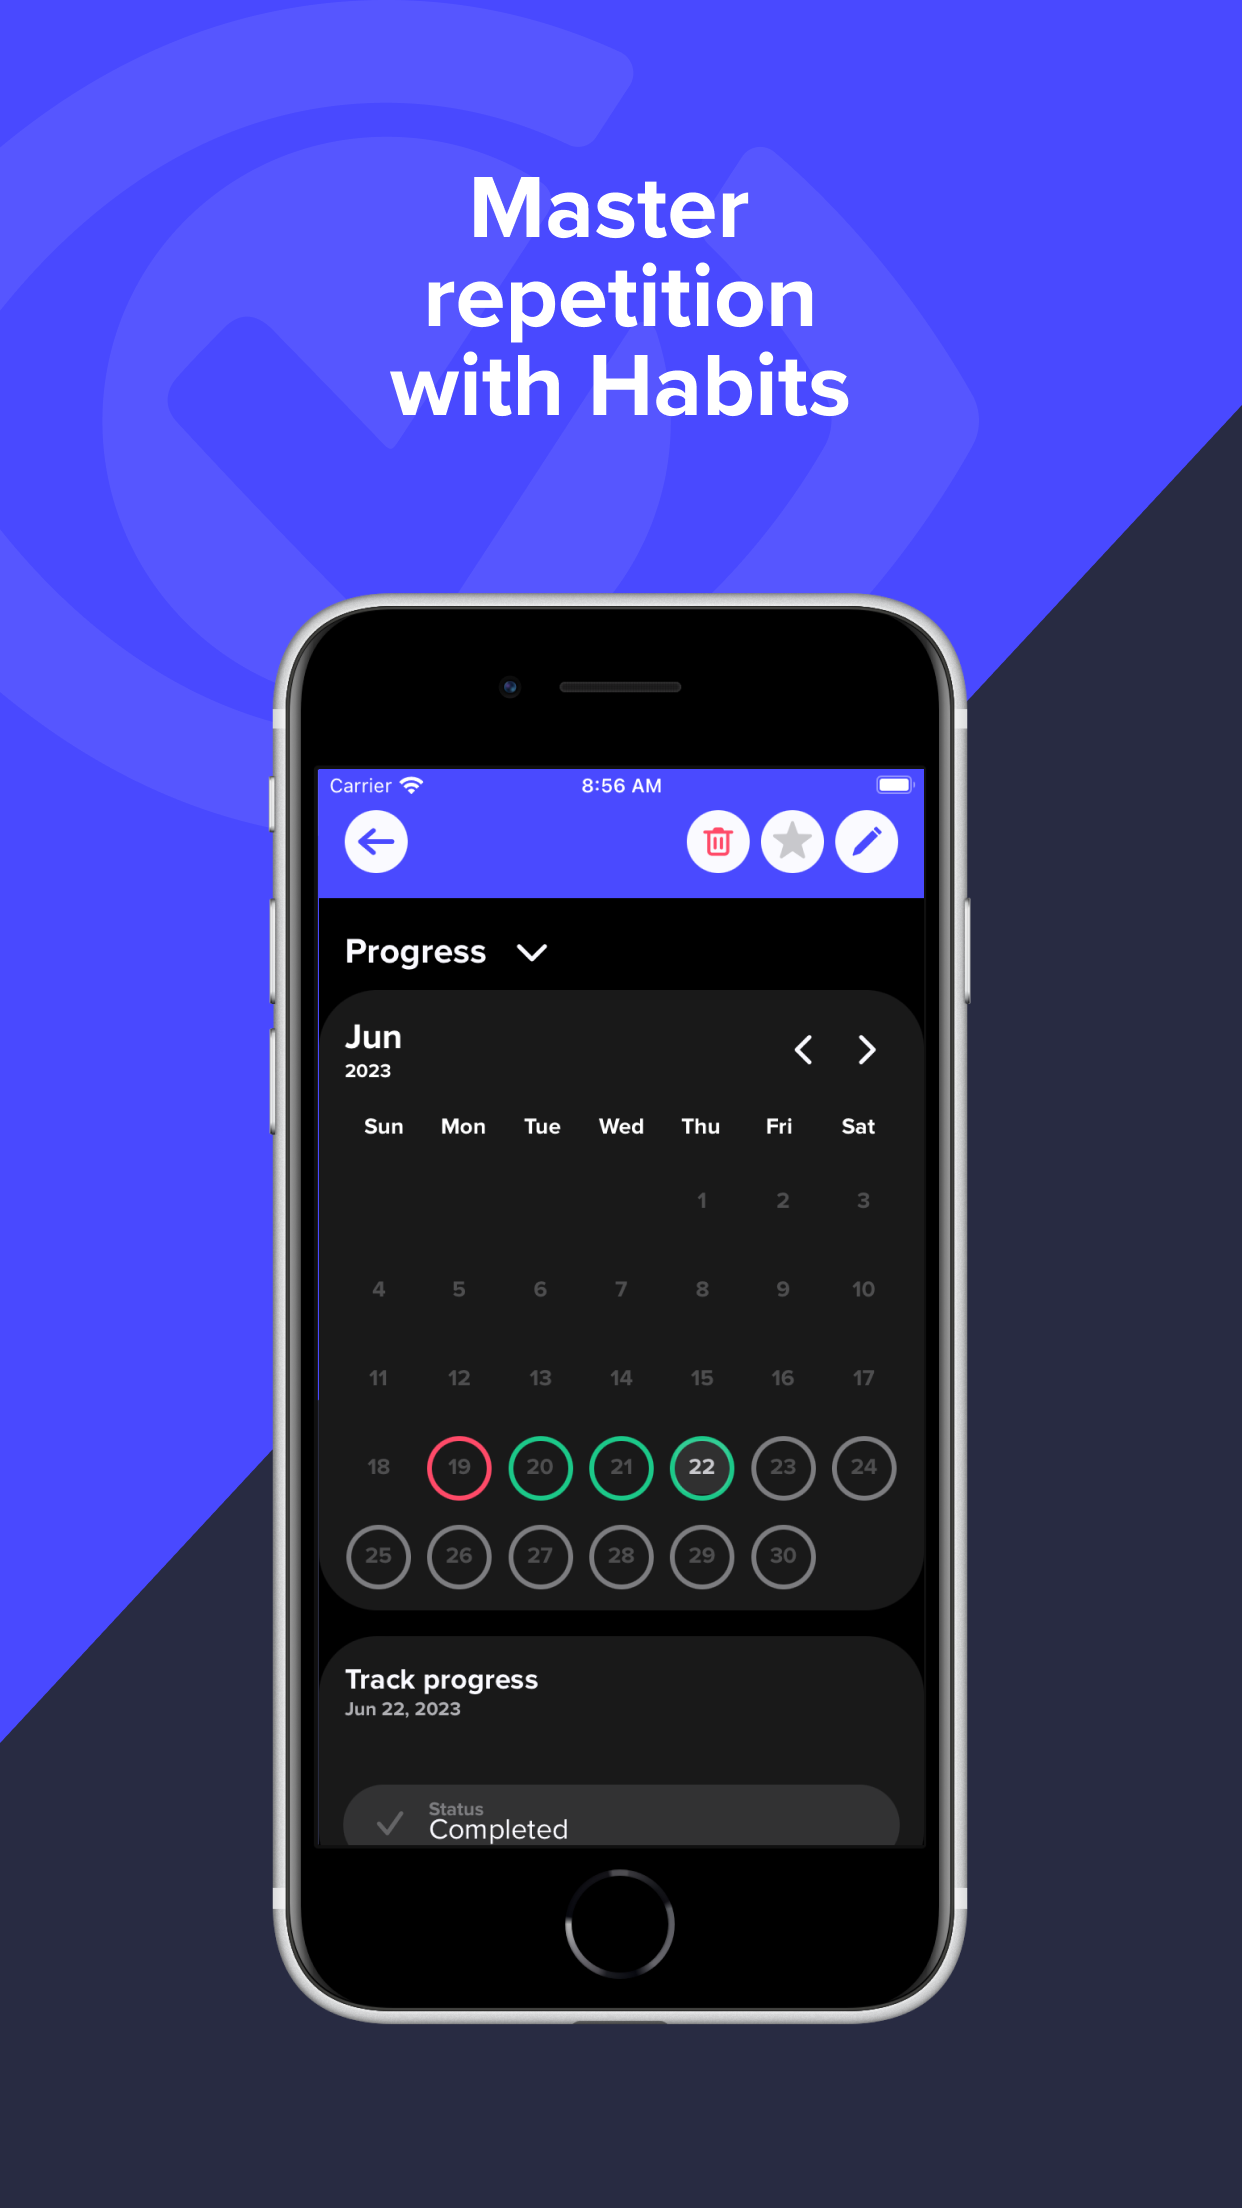 Master
repetition
with Habits
Carrier 8:56 AM
Progress
Jun
2023
Sun Mon Tue Wed Thu Fri Sat
1 2 3
4 5 6 7 8 9 10
11 12 13 14 15 16 17
18 19 20 21 22 23 24
25 26 27 28 29 30
Track progress
Jun 22, 2023
Status
Completed